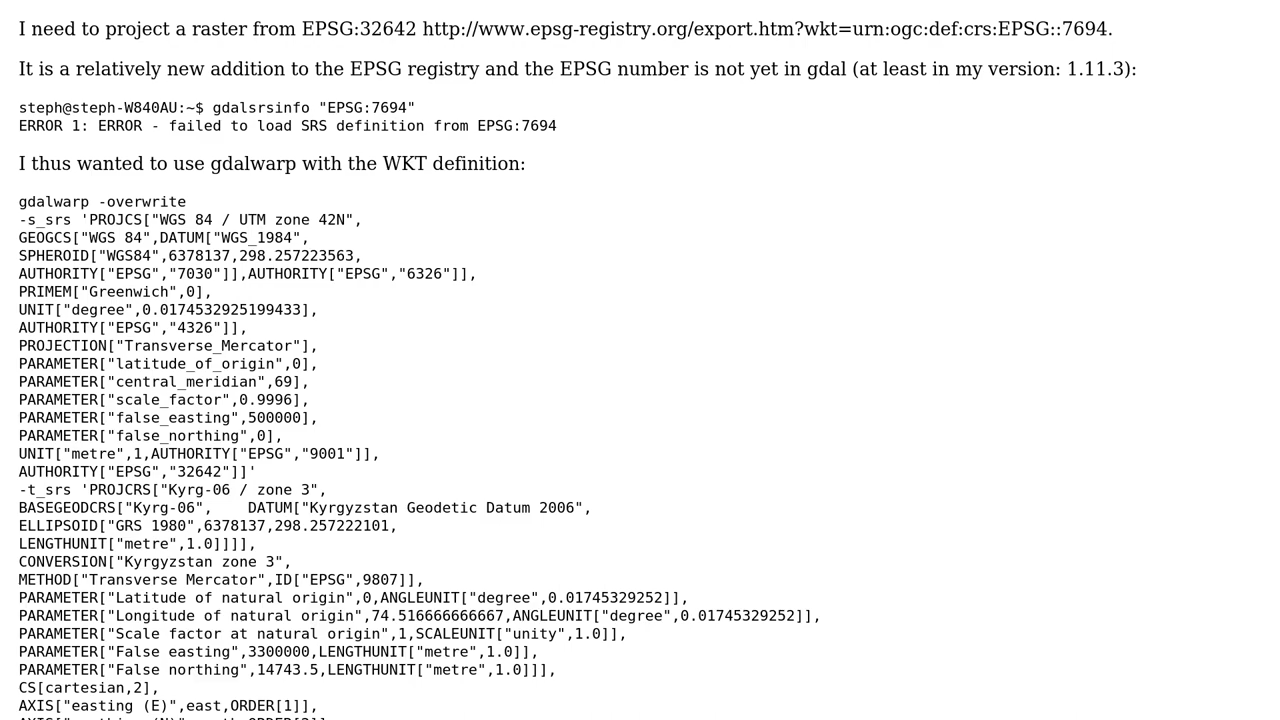 I need to project a raster from EPSG:32642 http://www.epsg-registry.org/export.htm?wkt=urn:ogc:def:crs:EPSG::7694.
It is a relatively new addition to the EPSG registry and the EPSG number is not yet in gdal (at least in my version: 1.11.3):
steph@steph-W840AU:~$ gdalsrsinfo "EPSG:7694"
ERROR 1: ERROR - failed to load SRS definition from EPSG:7694
I thus wanted to use gdalwarp with the WKT definition:
gdalwarp -overwrite
-s_srs 'PROJCS["WGS 84 / UTM zone 42N",
GEOGCS["WGS 84",DATUM["WGS_1984",
SPHEROID["WGS84",6378137,298.257223563,
AUTHORITY["EPSG","7030"]],AUTHORITY["EPSG","6326"]],
PRIMEM["Greenwich",0],
UNIT["degree",0.0174532925199433],
AUTHORITY["EPSG","4326"]],
PROJECTION["Transverse_Mercator"],
PARAMETER["latitude_of_origin",0],
PARAMETER["central_meridian",69],
PARAMETER["scale_factor",0.9996],
PARAMETER["false_easting",500000],
PARAMETER["false_northing",0],
UNIT["metre",1,AUTHORITY["EPSG","9001"]],
AUTHORITY["EPSG","32642"]]'
-t_srs 'PROJCRS["Kyrg-06 / zone 3",
BASEGEODCRS["Kyrg-06",    DATUM["Kyrgyzstan Geodetic Datum 2006",
ELLIPSOID["GRS 1980",6378137,298.257222101,
LENGTHUNIT["metre",1.0]]]],
CONVERSION["Kyrgyzstan zone 3",
METHOD["Transverse Mercator",ID["EPSG",9807]],
PARAMETER["Latitude of natural origin",0,ANGLEUNIT["degree",0.01745329252]],
PARAMETER["Longitude of natural origin",74.516666666667,ANGLEUNIT["degree",0.01745329252]],
PARAMETER["Scale factor at natural origin",1,SCALEUNIT["unity",1.0]],
PARAMETER["False easting",3300000,LENGTHUNIT["metre",1.0]],
PARAMETER["False northing",14743.5,LENGTHUNIT["metre",1.0]]],
CS[cartesian,2],
AXIS["easting (E)",east,ORDER[1]],